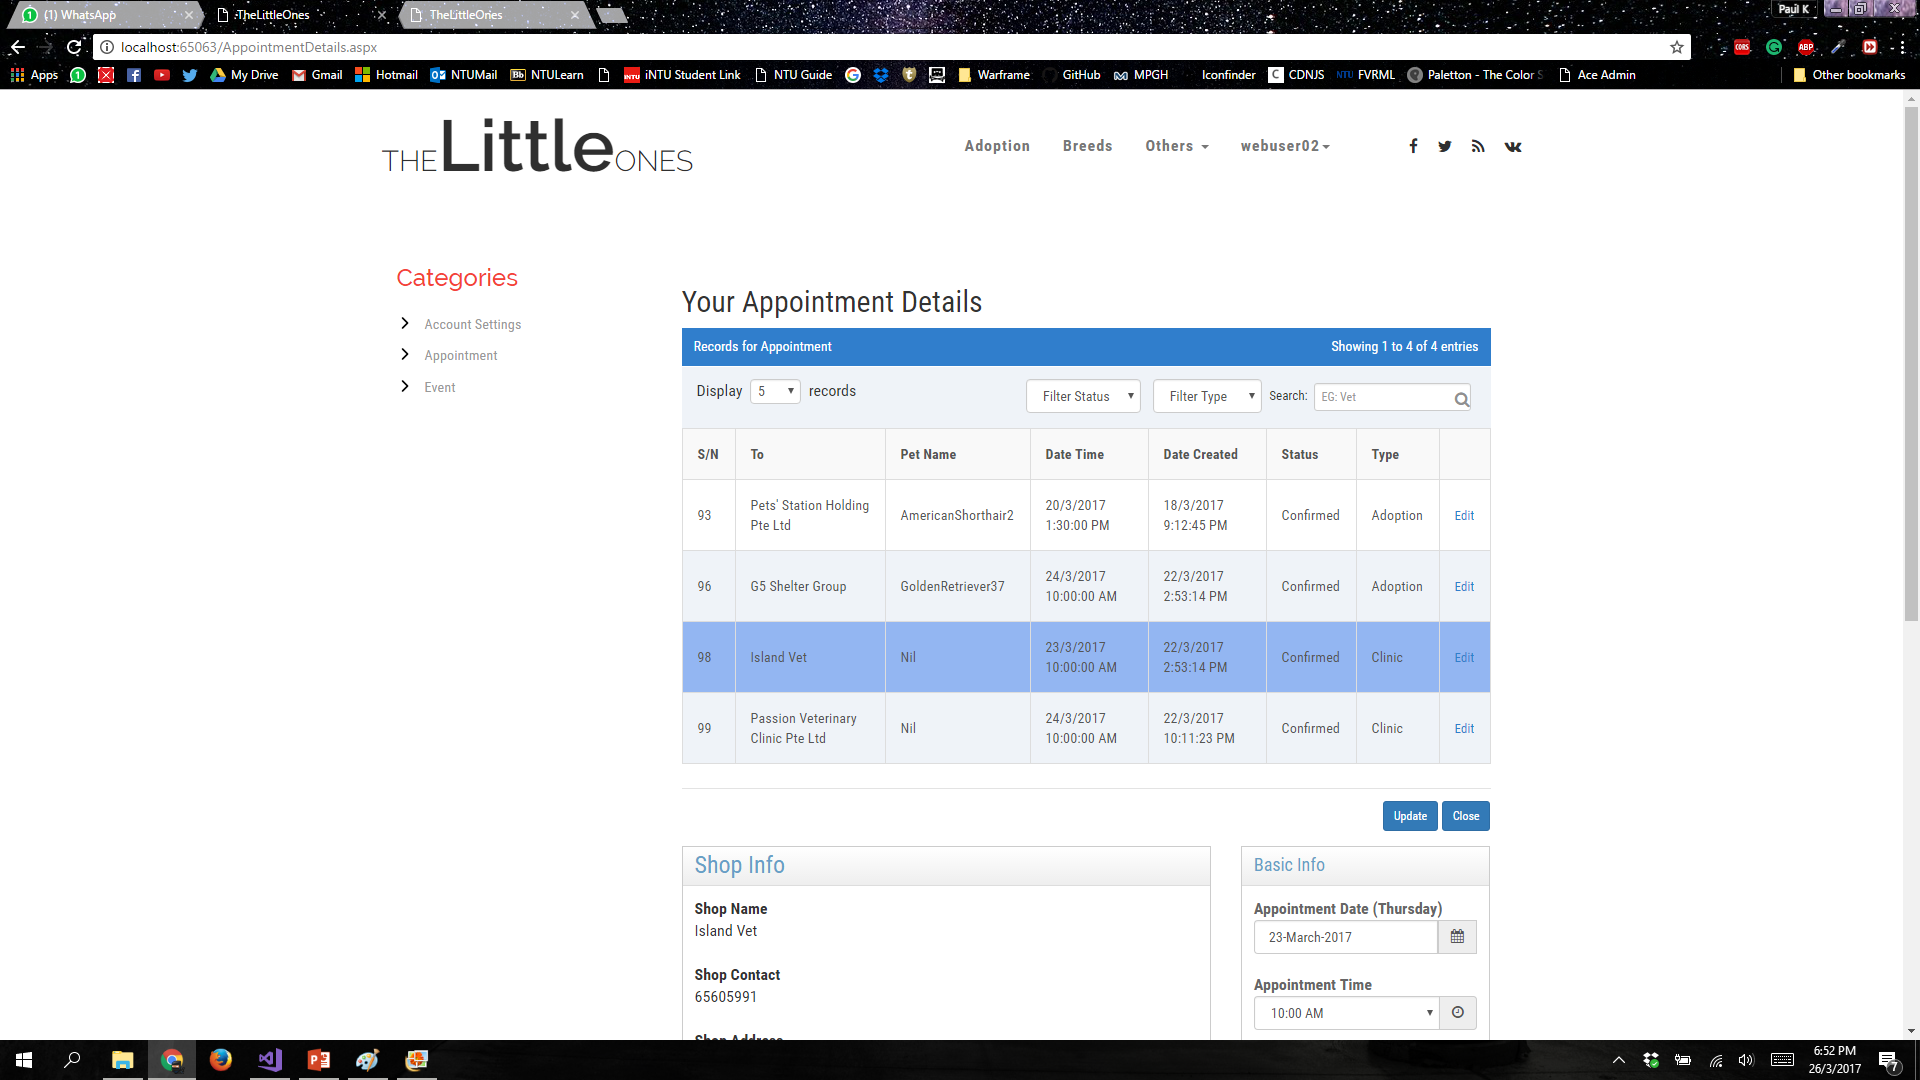 (1) WhatsApp
TheLittleOnes
TheLittleOnes
Paul K
localhost:65063/AppointmentDetails.aspx
CORS
ABP
Apps
My Drive
Gmail
Hotmail
NTUMail
Bb
NTULearn
iNTU Student Link
NTU Guide
Warframe
GitHub
MPGH
Iconfinder
C
CDNJS
NTU
FVRML
Paletton - The Color S
Ace Admin
Other bookmarks
THELittleONES
Adoption
Breeds
Others
webuser02
Categories
Account Settings
Appointment
Event
Your Appointment Details
Records for Appointment
Showing 1 to 4 of 4 entries
Display 5 records
Filter Status
Filter Type
Search: EG: Vet
S/N To Pet Name Date Time Date Created Status Type
93 Pets' Station Holding Pte Ltd AmericanShorthair2 20/3/2017 1:30:00 PM 18/3/2017 9:12:45 PM Confirmed Adoption Edit
96 G5 Shelter Group GoldenRetriever37 24/3/2017 10:00:00 AM 22/3/2017 2:53:14 PM Confirmed Adoption Edit
98 Island Vet Nil 23/3/2017 10:00:00 AM 22/3/2017 2:53:14 PM Confirmed Clinic Edit
99 Passion Veterinary Clinic Pte Ltd Nil 24/3/2017 10:00:00 AM 22/3/2017 10:11:23 PM Confirmed Clinic Edit
Update
Close
Shop Info
Shop Name
Island Vet
Shop Contact
65605991
Shop Address
Basic Info
Appointment Date (Thursday)
23-March-2017
Appointment Time
10:00 AM
6:52 PM
26/3/2017
7